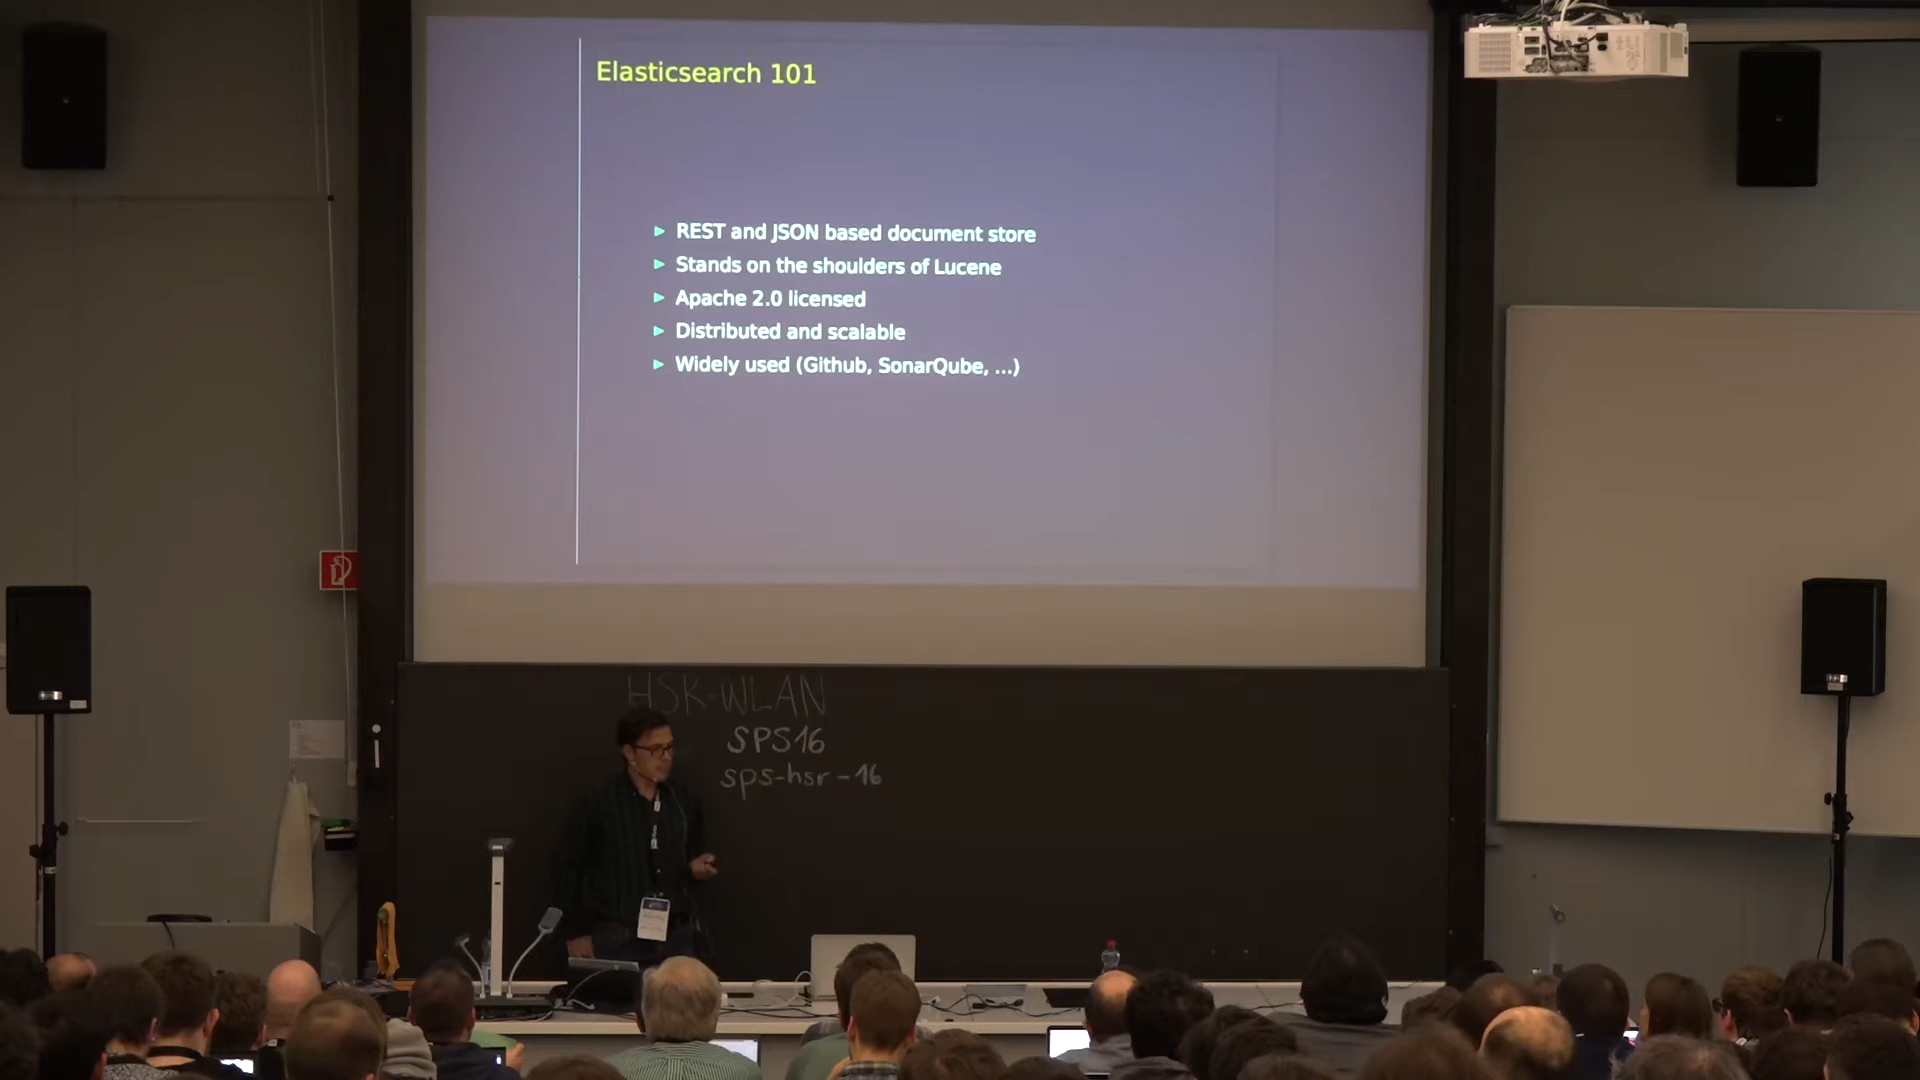 Elasticsearch 101
REST and JSON based document store
Stands on the shoulders of Lucene
Apache 2.0 licensed
Distributed and scalable
Widely used (Github, SonarQube, ...)
HSR-WLAN
SPS16
sps-hsr-16